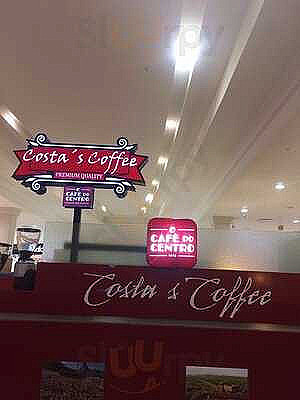 Costa´s Coffee
PREMIUM QUALITY
O
CAFÉ DO
CENTRO
O
CAFÉ DO
CENTRO
Costa´s Coffee